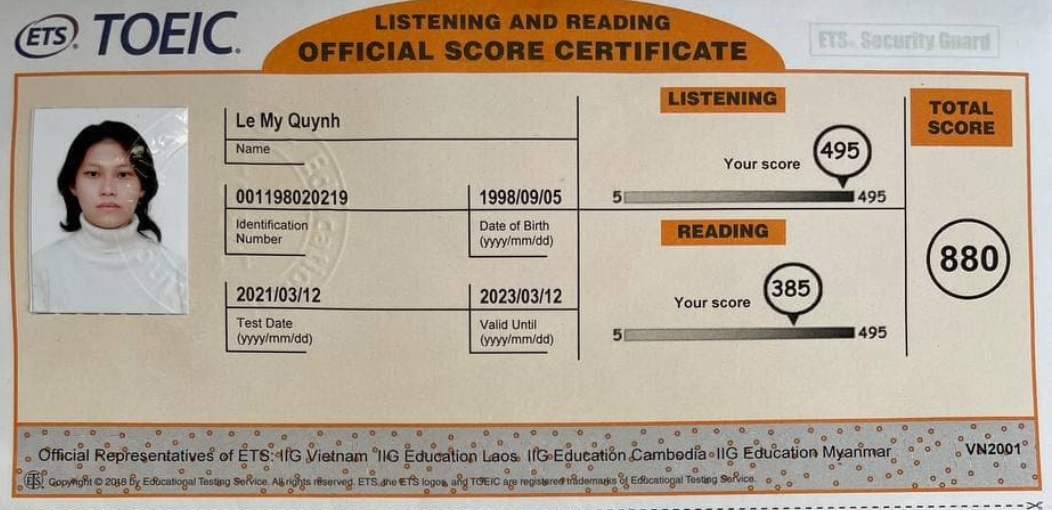 ETS TOEIC.
LISTENING AND READING
OFFICIAL SCORE CERTIFICATE
ETS Security Guard
Le My Quynh
Name
001198020219
Identification
Number
1998/09/05
Date of Birth
(yyyy/mm/dd)
2021/03/12
Test Date
(yyyy/mm/dd)
2023/03/12
Valid Until
(yyyy/mm/dd)
LISTENING
Your score 495
5 495
READING
Your score 385
5 495
TOTAL
SCORE
880
Official Representatives of ETS: IIG Vietnam IIG Education Laos IIG Education Cambodia IIG Education Myanmar
VN2001
ETS Copyright © 2018 by Educational Testing Service. All rights reserved. ETS, the ETS logos, and TOEIC are registered trademarks of Educational Testing Service.